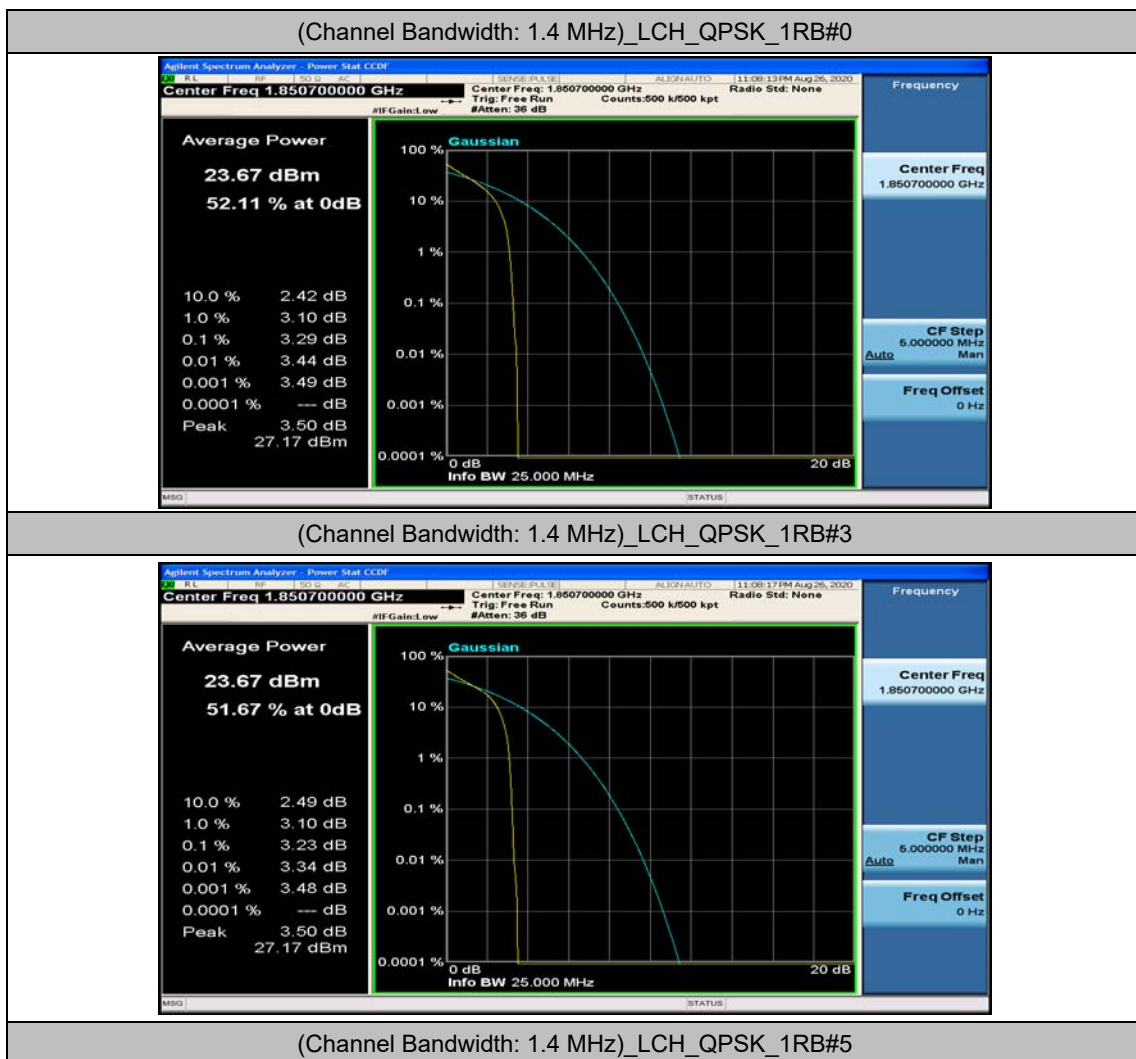 (Channel Bandwidth: 1.4 MHz)_LCH_QPSK_1RB#0
Agilent Spectrum Analyzer - Power Stat CCDF
RL RF 50 Ω AC SENSE:PULSE ALIGN AUTO 11:08:13 PM Aug 26, 2020
Center Freq 1.850700000 GHz Center Freq: 1.850700000 GHz Radio Std: None
Trig: Free Run Counts:500 k/500 kpt
#IFGain:Low #Atten: 36 dB
Frequency
Average Power
23.67 dBm
52.11 % at 0dB
10.0 % 2.42 dB
1.0 % 3.10 dB
0.1 % 3.29 dB
0.01 % 3.44 dB
0.001 % 3.49 dB
0.0001 % --- dB
Peak 3.50 dB
27.17 dBm
Gaussian
100 %
10 %
1 %
0.1 %
0.01 %
0.001 %
0.0001 %
0 dB 20 dB
Info BW 25.000 MHz
Center Freq
1.850700000 GHz
CF Step
5.000000 MHz
Auto Man
Freq Offset
0 Hz
MSG STATUS
(Channel Bandwidth: 1.4 MHz)_LCH_QPSK_1RB#3
Agilent Spectrum Analyzer - Power Stat CCDF
RL RF 50 Ω AC SENSE:PULSE ALIGN AUTO 11:08:17 PM Aug 26, 2020
Center Freq 1.850700000 GHz Center Freq: 1.850700000 GHz Radio Std: None
Trig: Free Run Counts:500 k/500 kpt
#IFGain:Low #Atten: 36 dB
Frequency
Average Power
23.67 dBm
51.67 % at 0dB
10.0 % 2.49 dB
1.0 % 3.10 dB
0.1 % 3.23 dB
0.01 % 3.34 dB
0.001 % 3.48 dB
0.0001 % --- dB
Peak 3.50 dB
27.17 dBm
Gaussian
100 %
10 %
1 %
0.1 %
0.01 %
0.001 %
0.0001 %
0 dB 20 dB
Info BW 25.000 MHz
Center Freq
1.850700000 GHz
CF Step
5.000000 MHz
Auto Man
Freq Offset
0 Hz
MSG STATUS
(Channel Bandwidth: 1.4 MHz)_LCH_QPSK_1RB#5